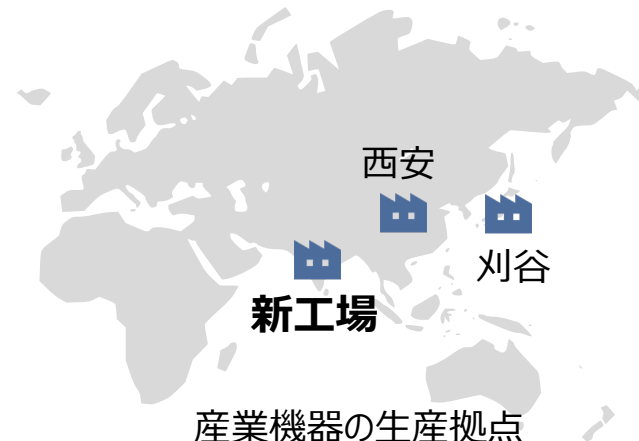 西安
刈谷
新工場
産業機器の生産拠点